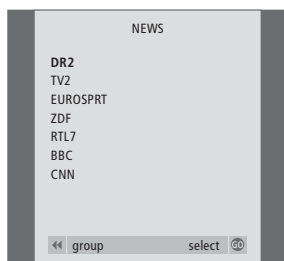 NEWS
DR2
TV2
EUROSPRT
ZDF
RTL7
BBC
CNN
group select GO